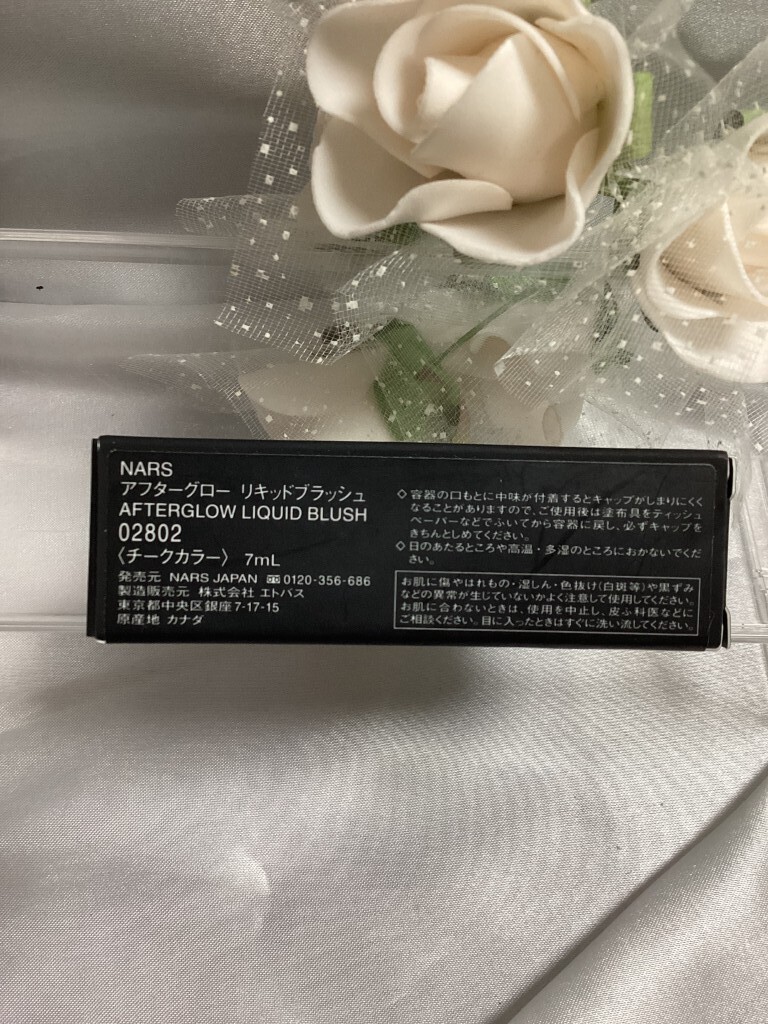 NARS
アフターグロー リキッドブラッシュ
AFTERGLOW LIQUID BLUSH
02802
〈チークカラー〉 7mL
発売元 NARS JAPAN 0120-356-686
製造販売元 株式会社 エトバス
東京都中央区銀座7-17-15
原産地 カナダ
◇容器の口もとに中味が付着するとキャップがしまりにくく
なることがありますので、ご使用後は塗布具をティッシュ
ペーパーなどでふいてから容器に戻し、必ずキャップを
きちんとしめてください。
◇日のあたるところや高温・多湿のところにおかないでくだ
さい。
お肌に傷やはれもの・湿しん・色抜け(白斑等)や黒ずみ
などの異常が生じていないかよく注意して使用してください。
お肌に合わないときは、使用を中止し、皮ふ科医などに
ご相談ください。目に入ったときはすぐに洗い流してください。